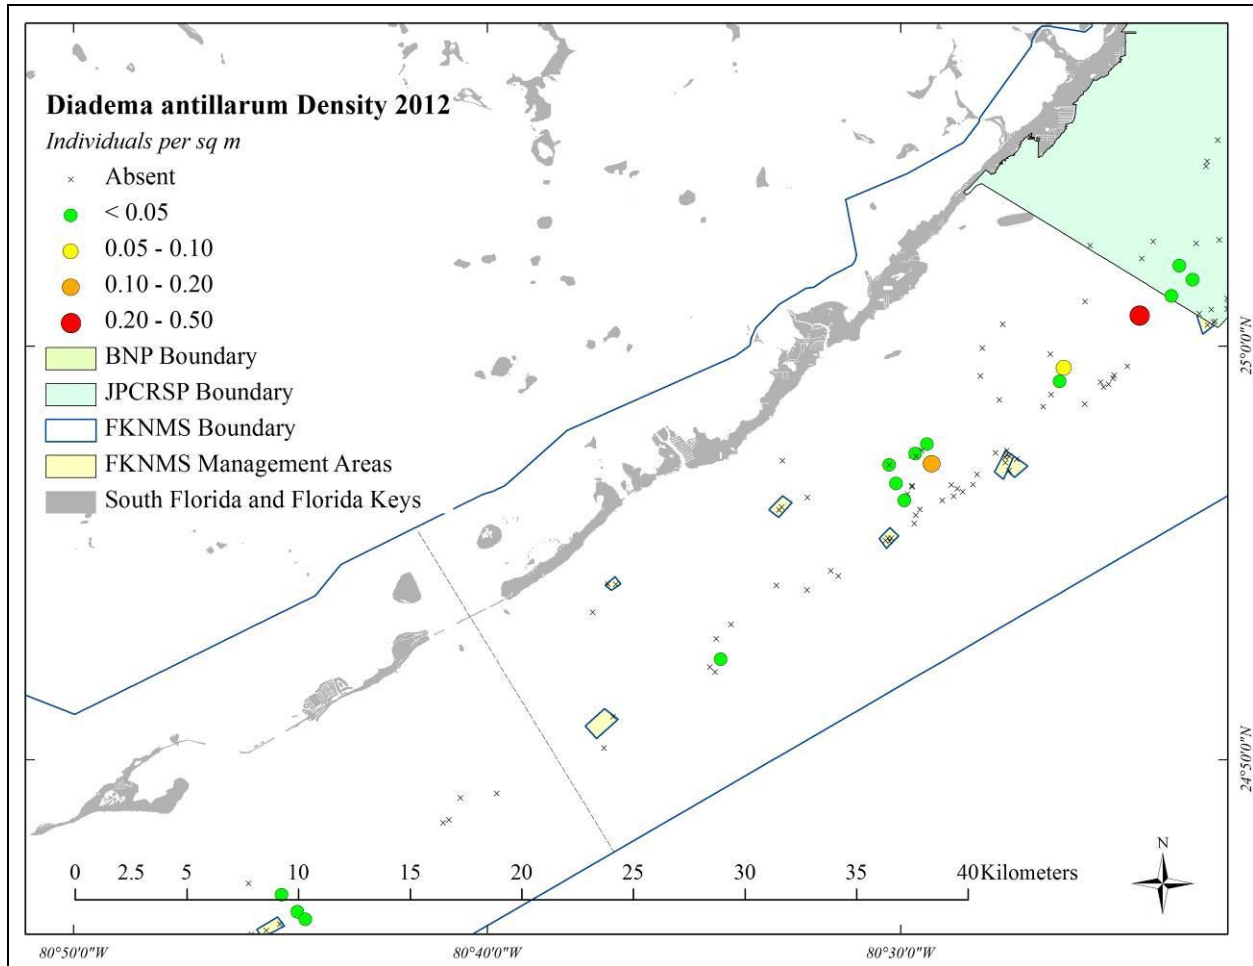 Diadema antillarum Density 2012
Individuals per sq m
Absent
< 0.05
0.05 - 0.10
0.10 - 0.20
0.20 - 0.50
BNP Boundary
JPCRSP Boundary
FKNMS Boundary
FKNMS Management Areas
South Florida and Florida Keys
25°0'0"N
24°50'0"N
N
0 2.5 5 10 15 20 25 30 35 40 Kilometers
80°50'0"W 80°40'0"W 80°30'0"W